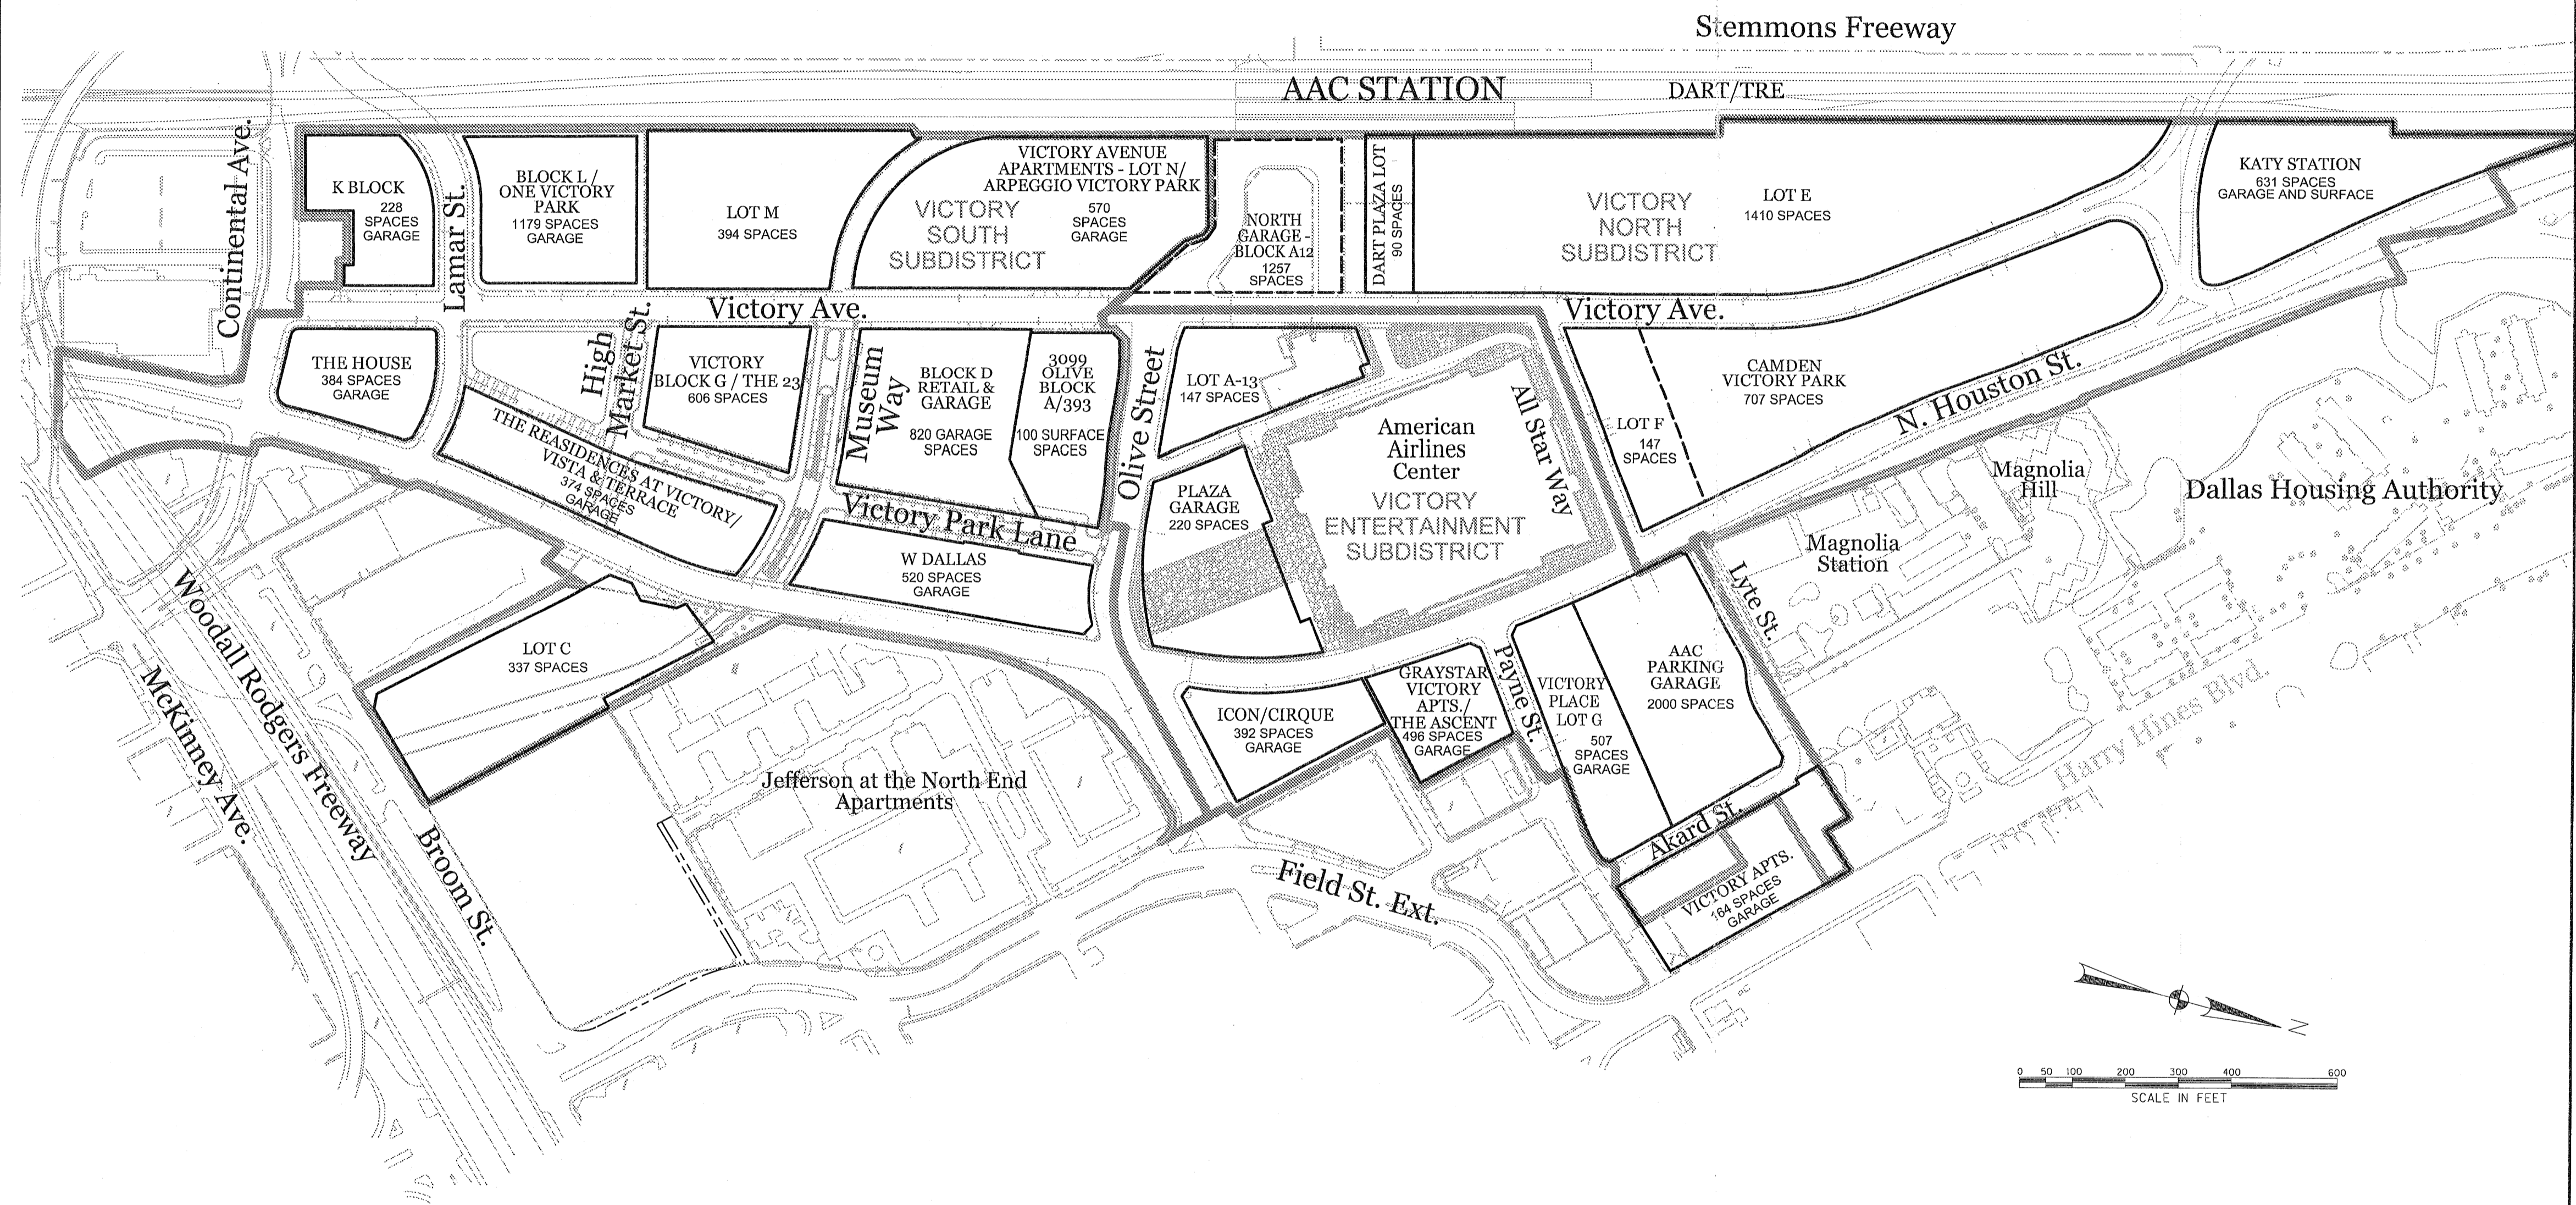 Stemmons Freeway
AAC STATION
DART/TRE
Continental Ave.
K BLOCK
228
SPACES
GARAGE
Lamar St.
BLOCK L /
ONE VICTORY
PARK
1179 SPACES
GARAGE
LOT M
394 SPACES
VICTORY AVENUE
APARTMENTS - LOT N/
ARPEGGIO VICTORY PARK
570
SPACES
GARAGE
VICTORY
SOUTH
SUBDISTRICT
NORTH
GARAGE -
BLOCK A12
1257
SPACES
DART PLAZA LOT
90 SPACES
VICTORY
NORTH
SUBDISTRICT
LOT E
1410 SPACES
KATY STATION
631 SPACES
GARAGE AND SURFACE
Victory Ave.
Victory Ave.
THE HOUSE
384 SPACES
GARAGE
High
Market St.
VICTORY
BLOCK G / THE 23
606 SPACES
Museum
Way
BLOCK D
RETAIL &
GARAGE
820 GARAGE
SPACES
3099
OLIVE
BLOCK
A/393
100 SURFACE
SPACES
Olive Street
LOT A-13
147 SPACES
All Star Way
American
Airlines
Center
VICTORY
ENTERTAINMENT
SUBDISTRICT
LOT F
147
SPACES
CAMDEN
VICTORY PARK
707 SPACES
N. Houston St.
THE REASIDENCES AT VICTORY/
VISTA & TERRACE
374 SPACES
GARAGE
Victory Park Lane
W DALLAS
520 SPACES
GARAGE
PLAZA
GARAGE
220 SPACES
Magnolia
Hill
Dallas Housing Authority
Magnolia
Station
Lyte St.
Woodall Rodgers Freeway
McKinney Ave.
LOT C
337 SPACES
ICON/CIRQUE
392 SPACES
GARAGE
GRAYSTAR
VICTORY
APTS./
THE ASCENT
496 SPACES
GARAGE
Payne St.
VICTORY
PLACE
LOT G
507
SPACES
GARAGE
AAC
PARKING
GARAGE
2000 SPACES
Harry Hines Blvd.
Jefferson at the North End
Apartments
Broom St.
Akard St.
VICTORY APTS.
164 SPACES
GARAGE
Field St. Ext.
N
0 50 100 200 300 400 600
SCALE IN FEET